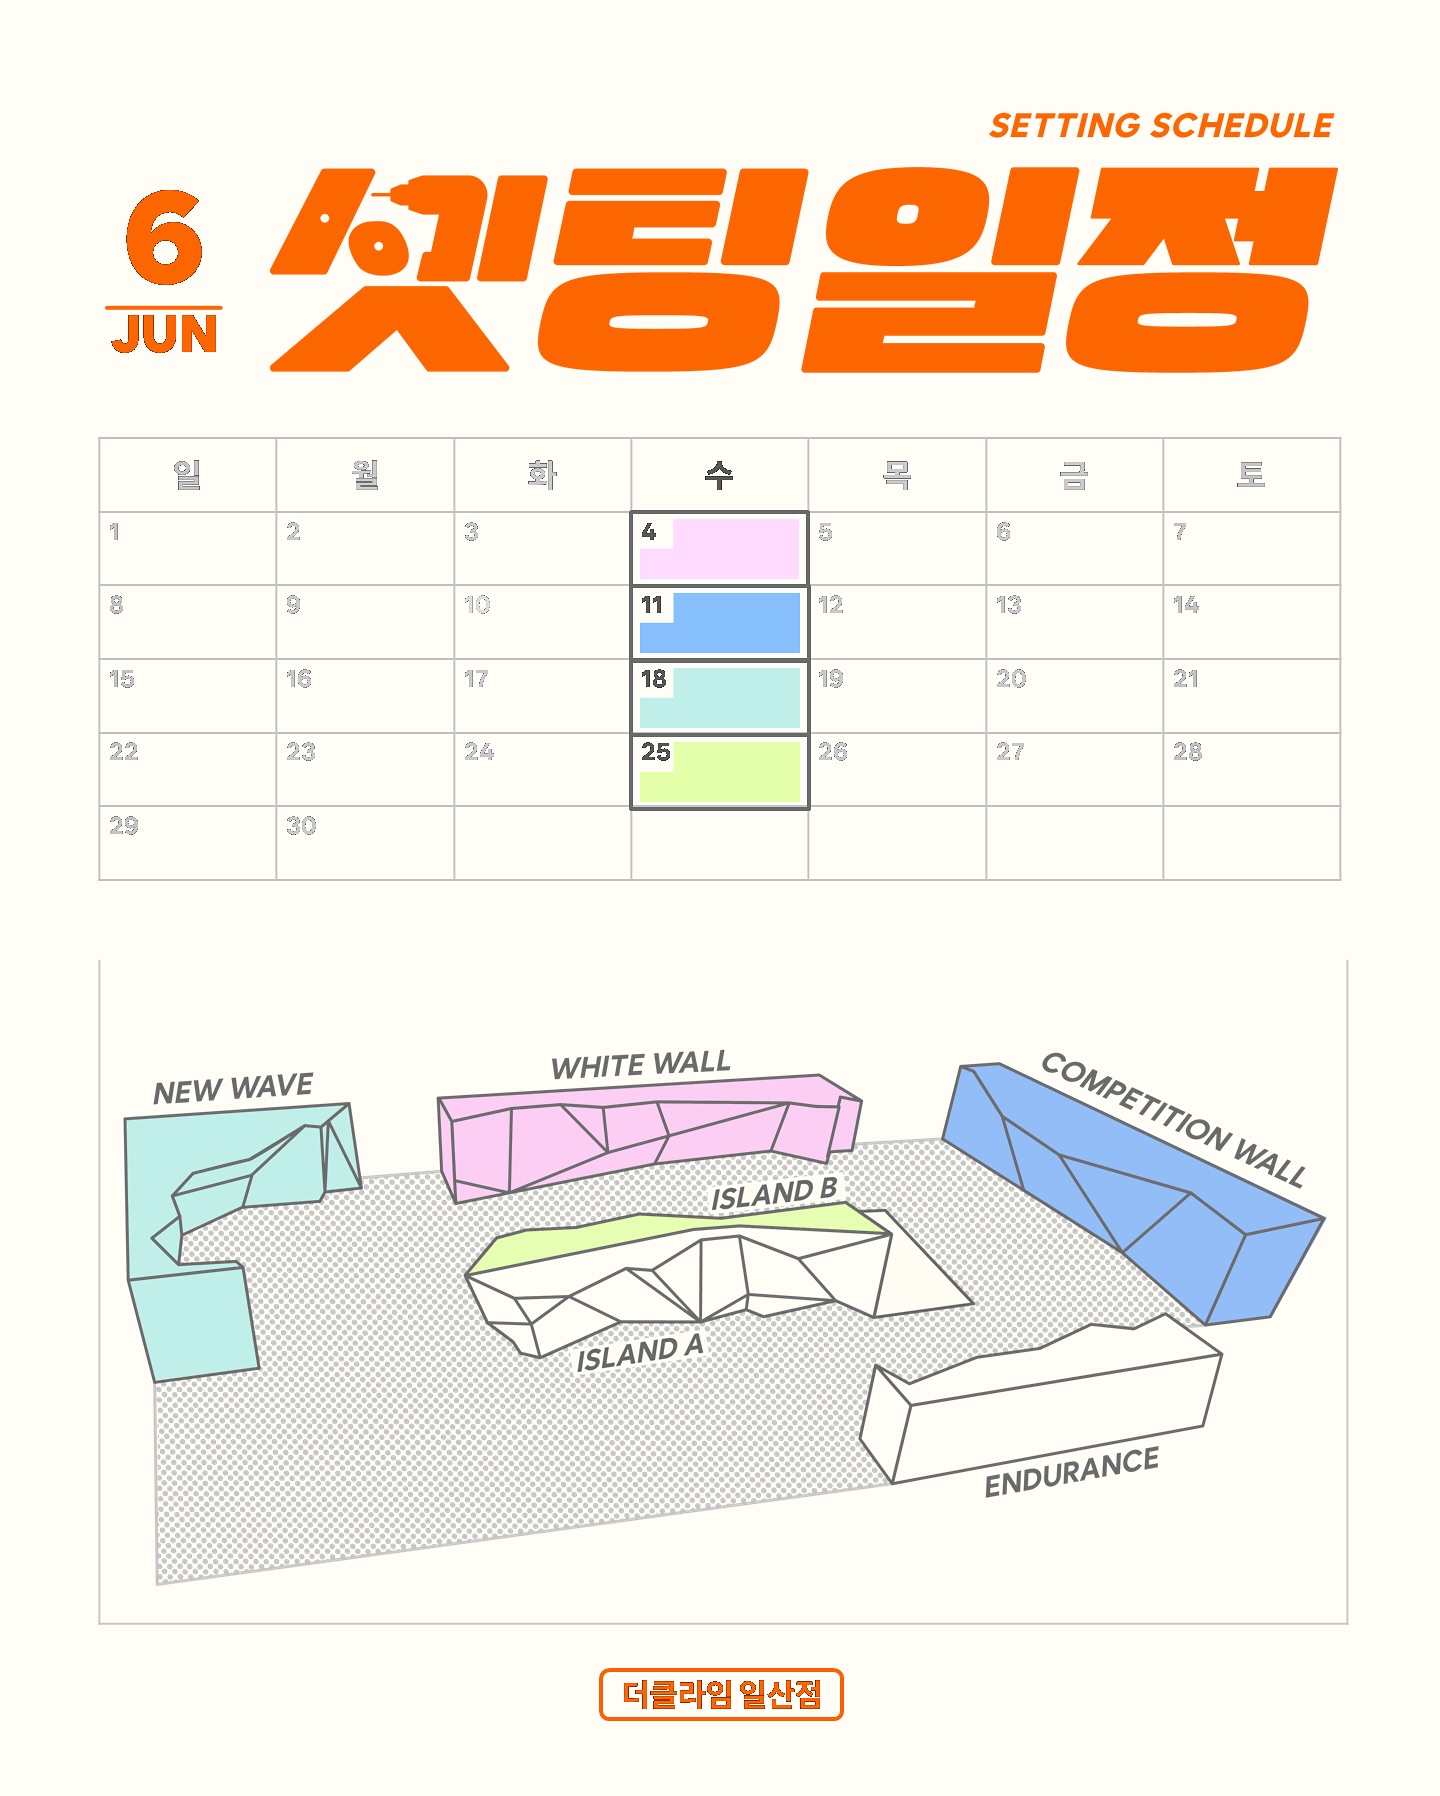 SETTING SCHEDULE
6
JUN
셋팅일정
일 월 화 수 목 금 토
1 2 3 4 5 6 7
8 9 10 11 12 13 14
15 16 17 18 19 20 21
22 23 24 25 26 27 28
29 30
NEW WAVE
WHITE WALL
COMPETITION WALL
ISLAND B
ISLAND A
ENDURANCE
더클라임 일산점